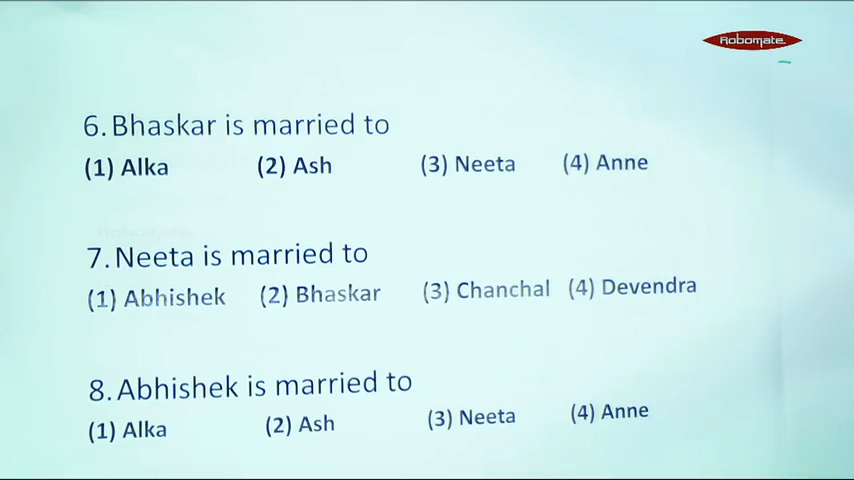 Robomate
6. Bhaskar is married to
(1) Alka (2) Ash (3) Neeta (4) Anne
7. Neeta is married to
(1) Abhishek (2) Bhaskar (3) Chanchal (4) Devendra
8. Abhishek is married to
(1) Alka (2) Ash (3) Neeta (4) Anne